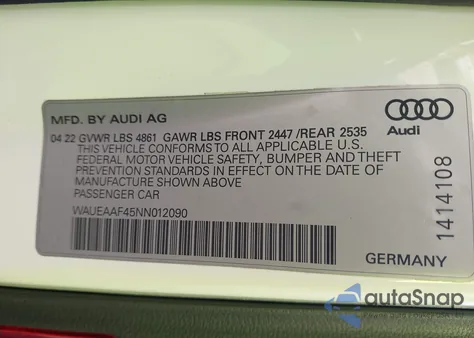 MFD. BY AUDI AG
04 22 GVWR LBS 4861 GAWR LBS FRONT 2447 /REAR 2535
THIS VEHICLE CONFORMS TO ALL APPLICABLE U.S.
FEDERAL MOTOR VEHICLE SAFETY, BUMPER AND THEFT
PREVENTION STANDARDS IN EFFECT ON THE DATE
OF MANUFACTURE SHOWN ABOVE.
PASSENGER CAR
WAUEAAF45NN012090
Audi
1414108
GERMANY
autoSnap